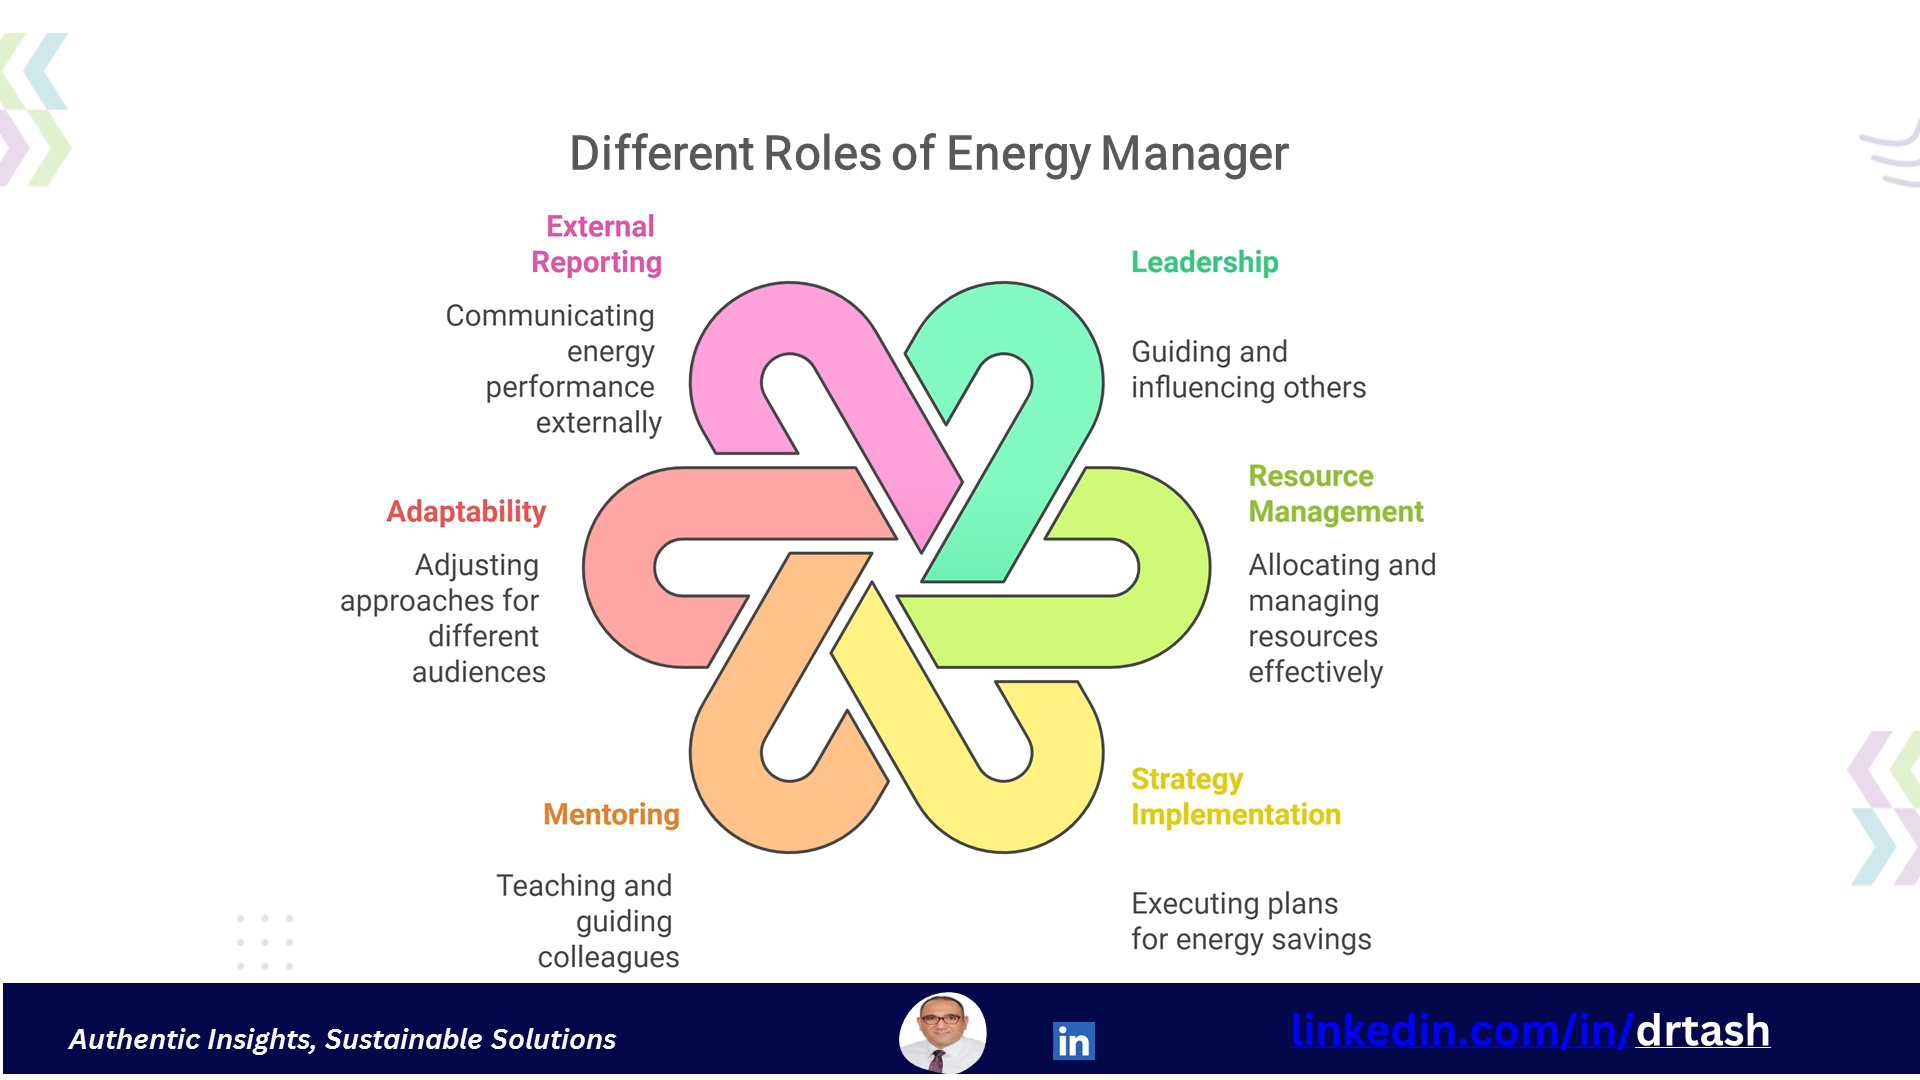 Different Roles of Energy Manager
External
Reporting
Communicating
energy
performance
externally
Leadership
Guiding and
influencing others
Adaptability
Adjusting
approaches for
different
audiences
Resource
Management
Allocating and
managing
resources
effectively
Mentoring
Teaching and
guiding
colleagues
Strategy
Implementation
Executing plans
for energy savings
Authentic Insights, Sustainable Solutions
in
linkedin.com/in/drtash